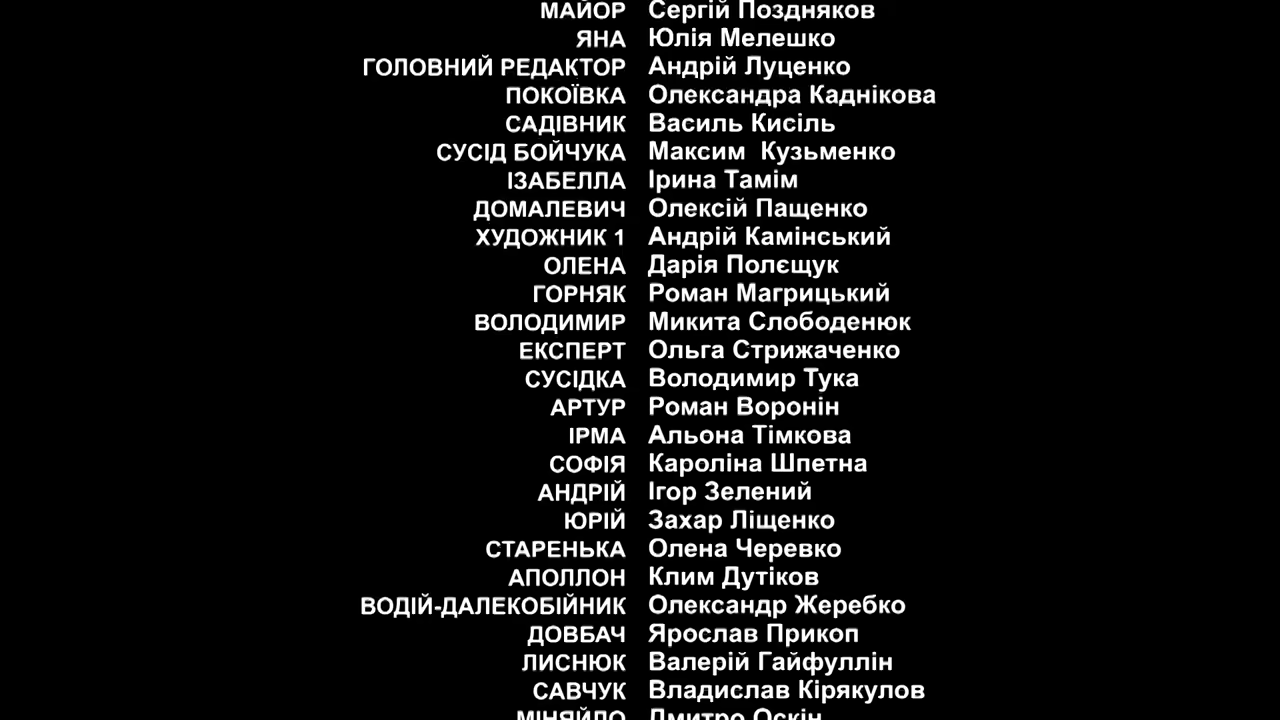 МАЙОР Сергій Поздняков
ЯНА Юлія Мелешко
ГОЛОВНИЙ РЕДАКТОР Андрій Луценко
ПОКОЇВКА Олександра Каднікова
САДІВНИК Василь Кисіль
СУСІД БОЙЧУКА Максим Кузьменко
ІЗАБЕЛЛА Ірина Тамім
ДОМАЛЕВИЧ Олексій Пащенко
ХУДОЖНИК 1 Андрій Камінський
ОЛЕНА Дарія Полєщук
ГОРНЯК Роман Магрицький
ВОЛОДИМИР Микита Слободенюк
ЕКСПЕРТ Ольга Стрижаченко
СУСІДКА Володимир Тука
АРТУР Роман Воронін
ІРМА Альона Тімкова
СОФІЯ Кароліна Шпетна
АНДРІЙ Ігор Зелений
ЮРІЙ Захар Ліщенко
СТАРЕНЬКА Олена Черевко
АПОЛЛОН Клим Дутіков
ВОДІЙ-ДАЛЕКОБІЙНИК Олександр Жеребко
ДОВБАЧ Ярослав Прикоп
ЛИСНЮК Валерій Гайфуллін
САВЧУК Владислав Кірякулов
МІНЯЙЛО Дмитро Оскін